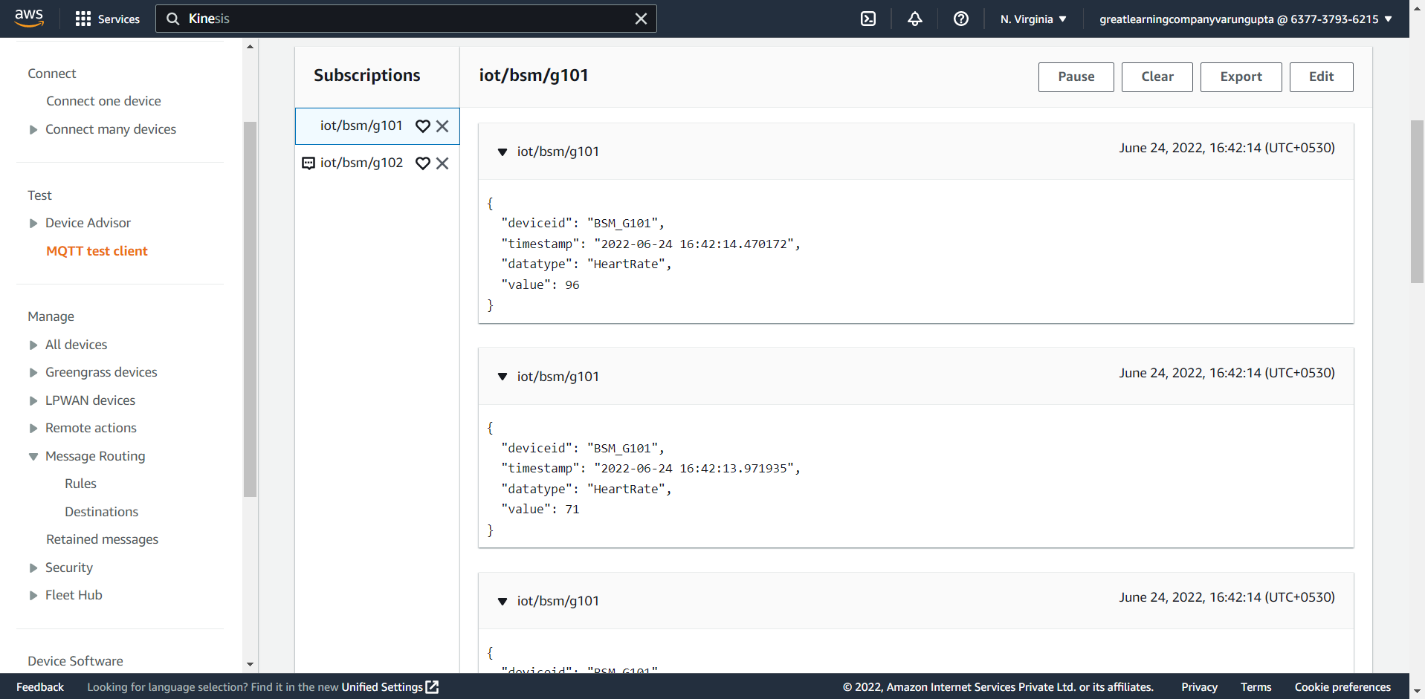 aws
Services
Kinesis
N. Virginia ▼
greatlearningcompanyvarungupta @ 6377-3793-6215 ▼
Connect
Connect one device
Connect many devices
Test
Device Advisor
MQTT test client
Manage
All devices
Greengrass devices
LPWAN devices
Remote actions
Message Routing
Rules
Destinations
Retained messages
Security
Fleet Hub
Device Software
Subscriptions
iot/bsm/g101
iot/bsm/g102
iot/bsm/g101
Pause
Clear
Export
Edit
iot/bsm/g101
June 24, 2022, 16:42:14 (UTC+0530)
{
"deviceid": "BSM_G101",
"timestamp": "2022-06-24 16:42:14.470172",
"datatype": "HeartRate",
"value": 96
}
iot/bsm/g101
June 24, 2022, 16:42:14 (UTC+0530)
{
"deviceid": "BSM_G101",
"timestamp": "2022-06-24 16:42:13.971935",
"datatype": "HeartRate",
"value": 71
}
iot/bsm/g101
June 24, 2022, 16:42:14 (UTC+0530)
{
"deviceid": "BSM_G101",
Feedback
Looking for language selection? Find it in the new Unified Settings
© 2022, Amazon Internet Services Private Ltd. or its affiliates.
Privacy
Terms
Cookie preferences